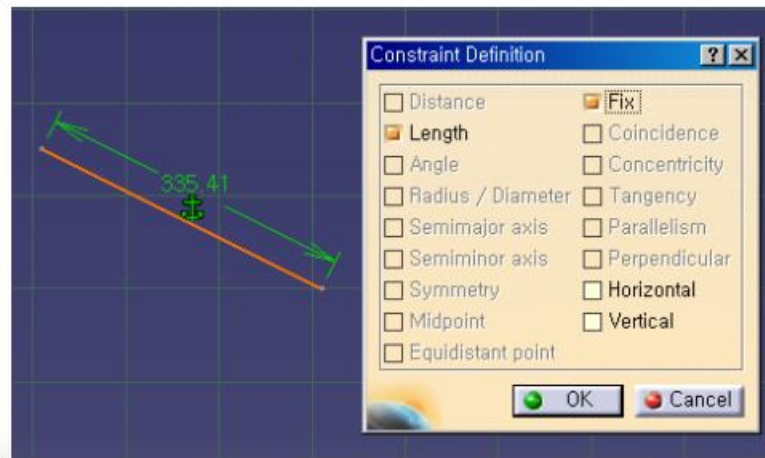 Constraint Definition
335,41
Distance
Fix
Length
Coincidence
Angle
Concentricity
Radius / Diameter
Tangency
Semimajor axis
Parallelism
Semiminor axis
Perpendicular
Symmetry
Horizontal
Midpoint
Vertical
Equidistant point
OK
Cancel